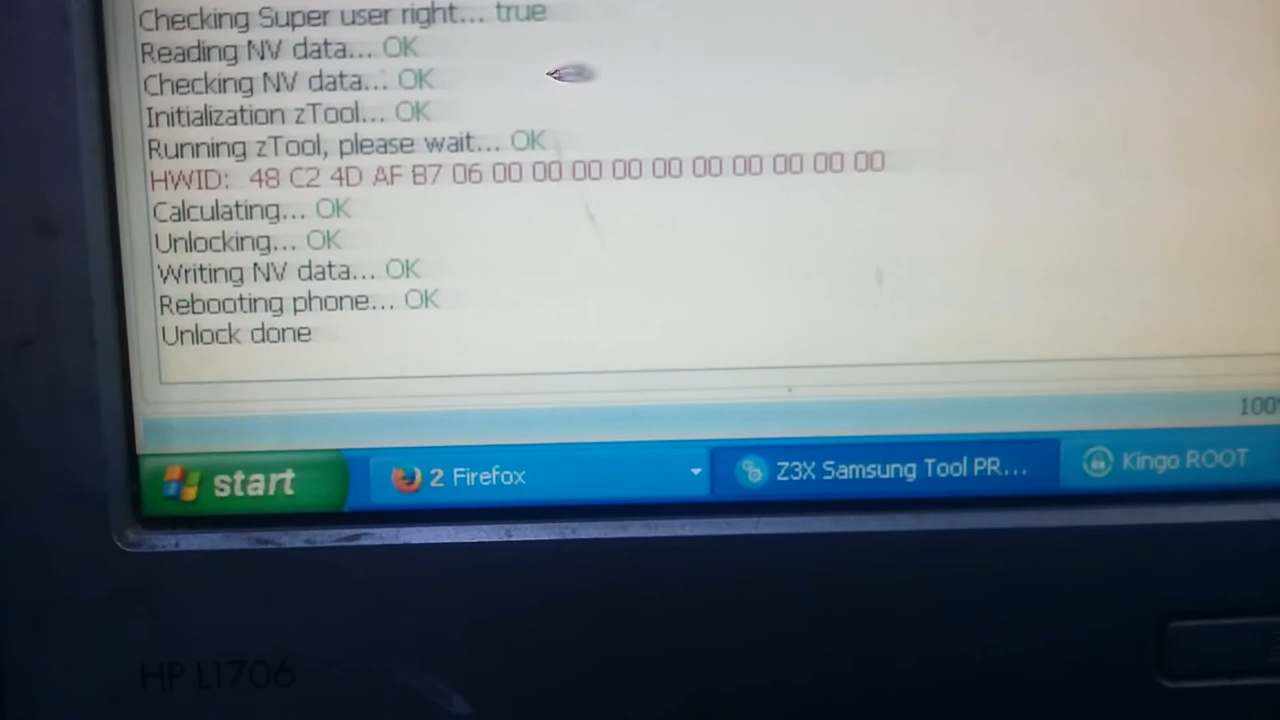 Checking Super user right... true
Reading NV data... OK
Checking NV data... OK
Initialization zTool... OK
Running zTool, please wait... OK
HWID: 48 C2 4D AF B7 06 00 00 00 00 00 00 00 00 00 00
Calculating... OK
Unlocking... OK
Writing NV data... OK
Rebooting phone... OK
Unlock done
100
start
2 Firefox
Z3X Samsung Tool PR...
Kingo ROOT
HP L1706